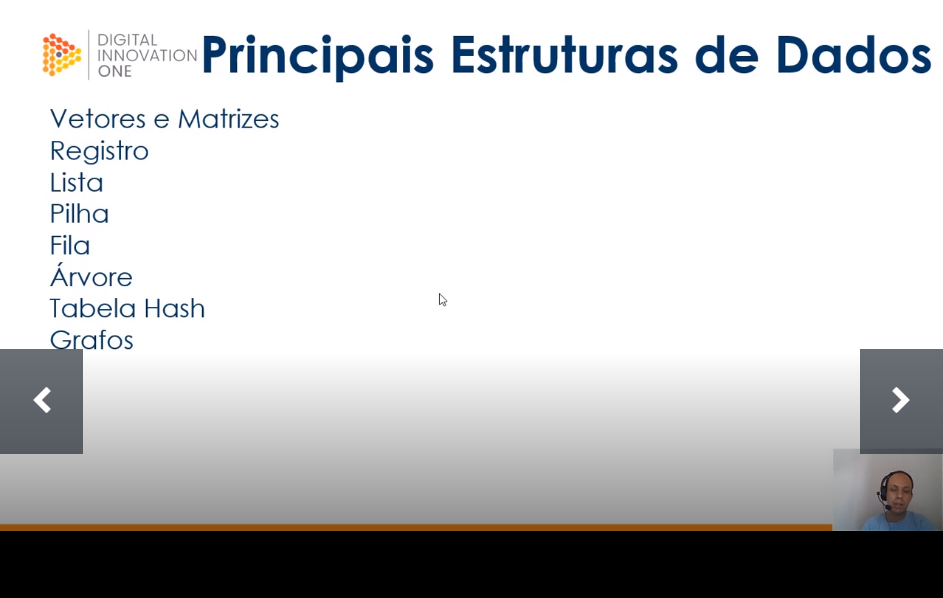 DIGITAL
INNOVATION
ONE
Principais Estruturas de Dados
Vetores e Matrizes
Registro
Lista
Pilha
Fila
Árvore
Tabela Hash
Grafos